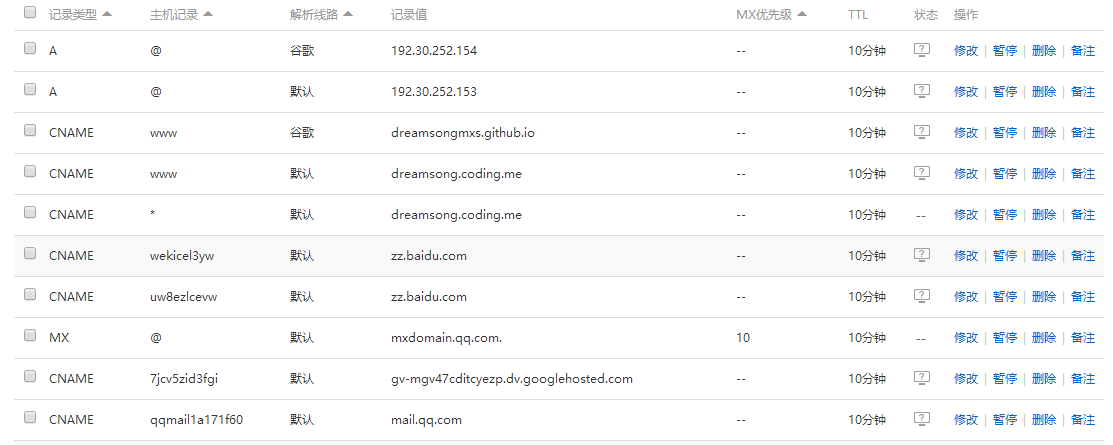 记录类型 主机记录 解析线路 记录值 MX优先级 TTL 状态 操作
A @ 谷歌 192.30.252.154 -- 10分钟 ? 修改 | 暂停 | 删除 | 备注
A @ 默认 192.30.252.153 -- 10分钟 ? 修改 | 暂停 | 删除 | 备注
CNAME www 谷歌 dreamsongmxs.github.io -- 10分钟 ? 修改 | 暂停 | 删除 | 备注
CNAME www 默认 dreamsong.coding.me -- 10分钟 ? 修改 | 暂停 | 删除 | 备注
CNAME * 默认 dreamsong.coding.me -- 10分钟 -- 修改 | 暂停 | 删除 | 备注
CNAME wekicel3yw 默认 zz.baidu.com -- 10分钟 ? 修改 | 暂停 | 删除 | 备注
CNAME uw8ezlcevw 默认 zz.baidu.com -- 10分钟 ? 修改 | 暂停 | 删除 | 备注
MX @ 默认 mxdomain.qq.com. 10 10分钟 -- 修改 | 暂停 | 删除 | 备注
CNAME 7jcv5zid3fgi 默认 gv-mgv47cditcyezp.dv.googlehosted.com -- 10分钟 ? 修改 | 暂停 | 删除 | 备注
CNAME qqmail1a171f60 默认 mail.qq.com -- 10分钟 ? 修改 | 暂停 | 删除 | 备注